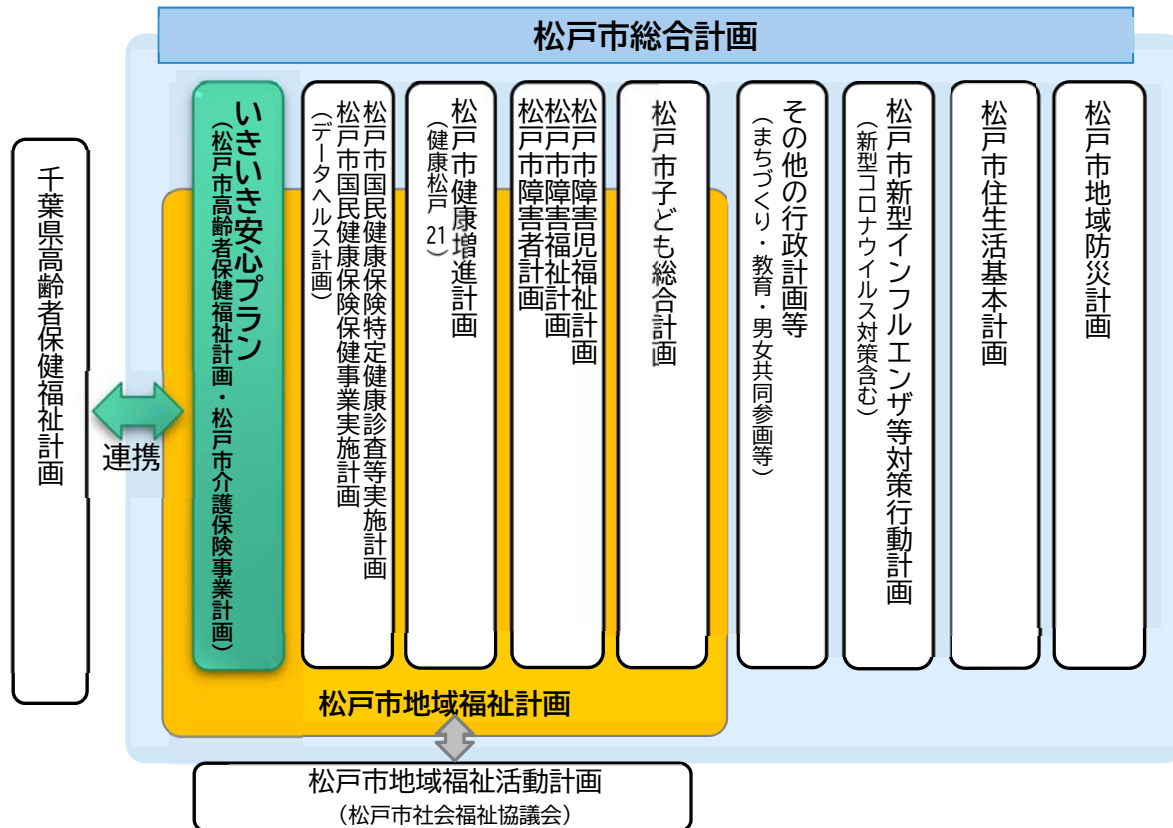 松戸市総合計画
千葉県高齢者保健福祉計画
連携
いきいき安心プラン
（松戸市高齢者保健福祉計画・松戸市介護保険事業計画）
松戸市国民健康保険特定健康診査等実施計画
松戸市国民健康保険保健事業実施計画
（データヘルス計画）
松戸市健康増進計画
（健康松戸21）
松戸市障害児福祉計画
松戸市障害福祉計画
松戸市障害者計画
松戸市子ども総合計画
その他の行政計画等
（まちづくり・教育・男女共同参画等）
松戸市新型インフルエンザ等対策行動計画
（新型コロナウイルス対策含む）
松戸市住生活基本計画
松戸市地域防災計画
松戸市地域福祉計画
松戸市地域福祉活動計画
（松戸市社会福祉協議会）